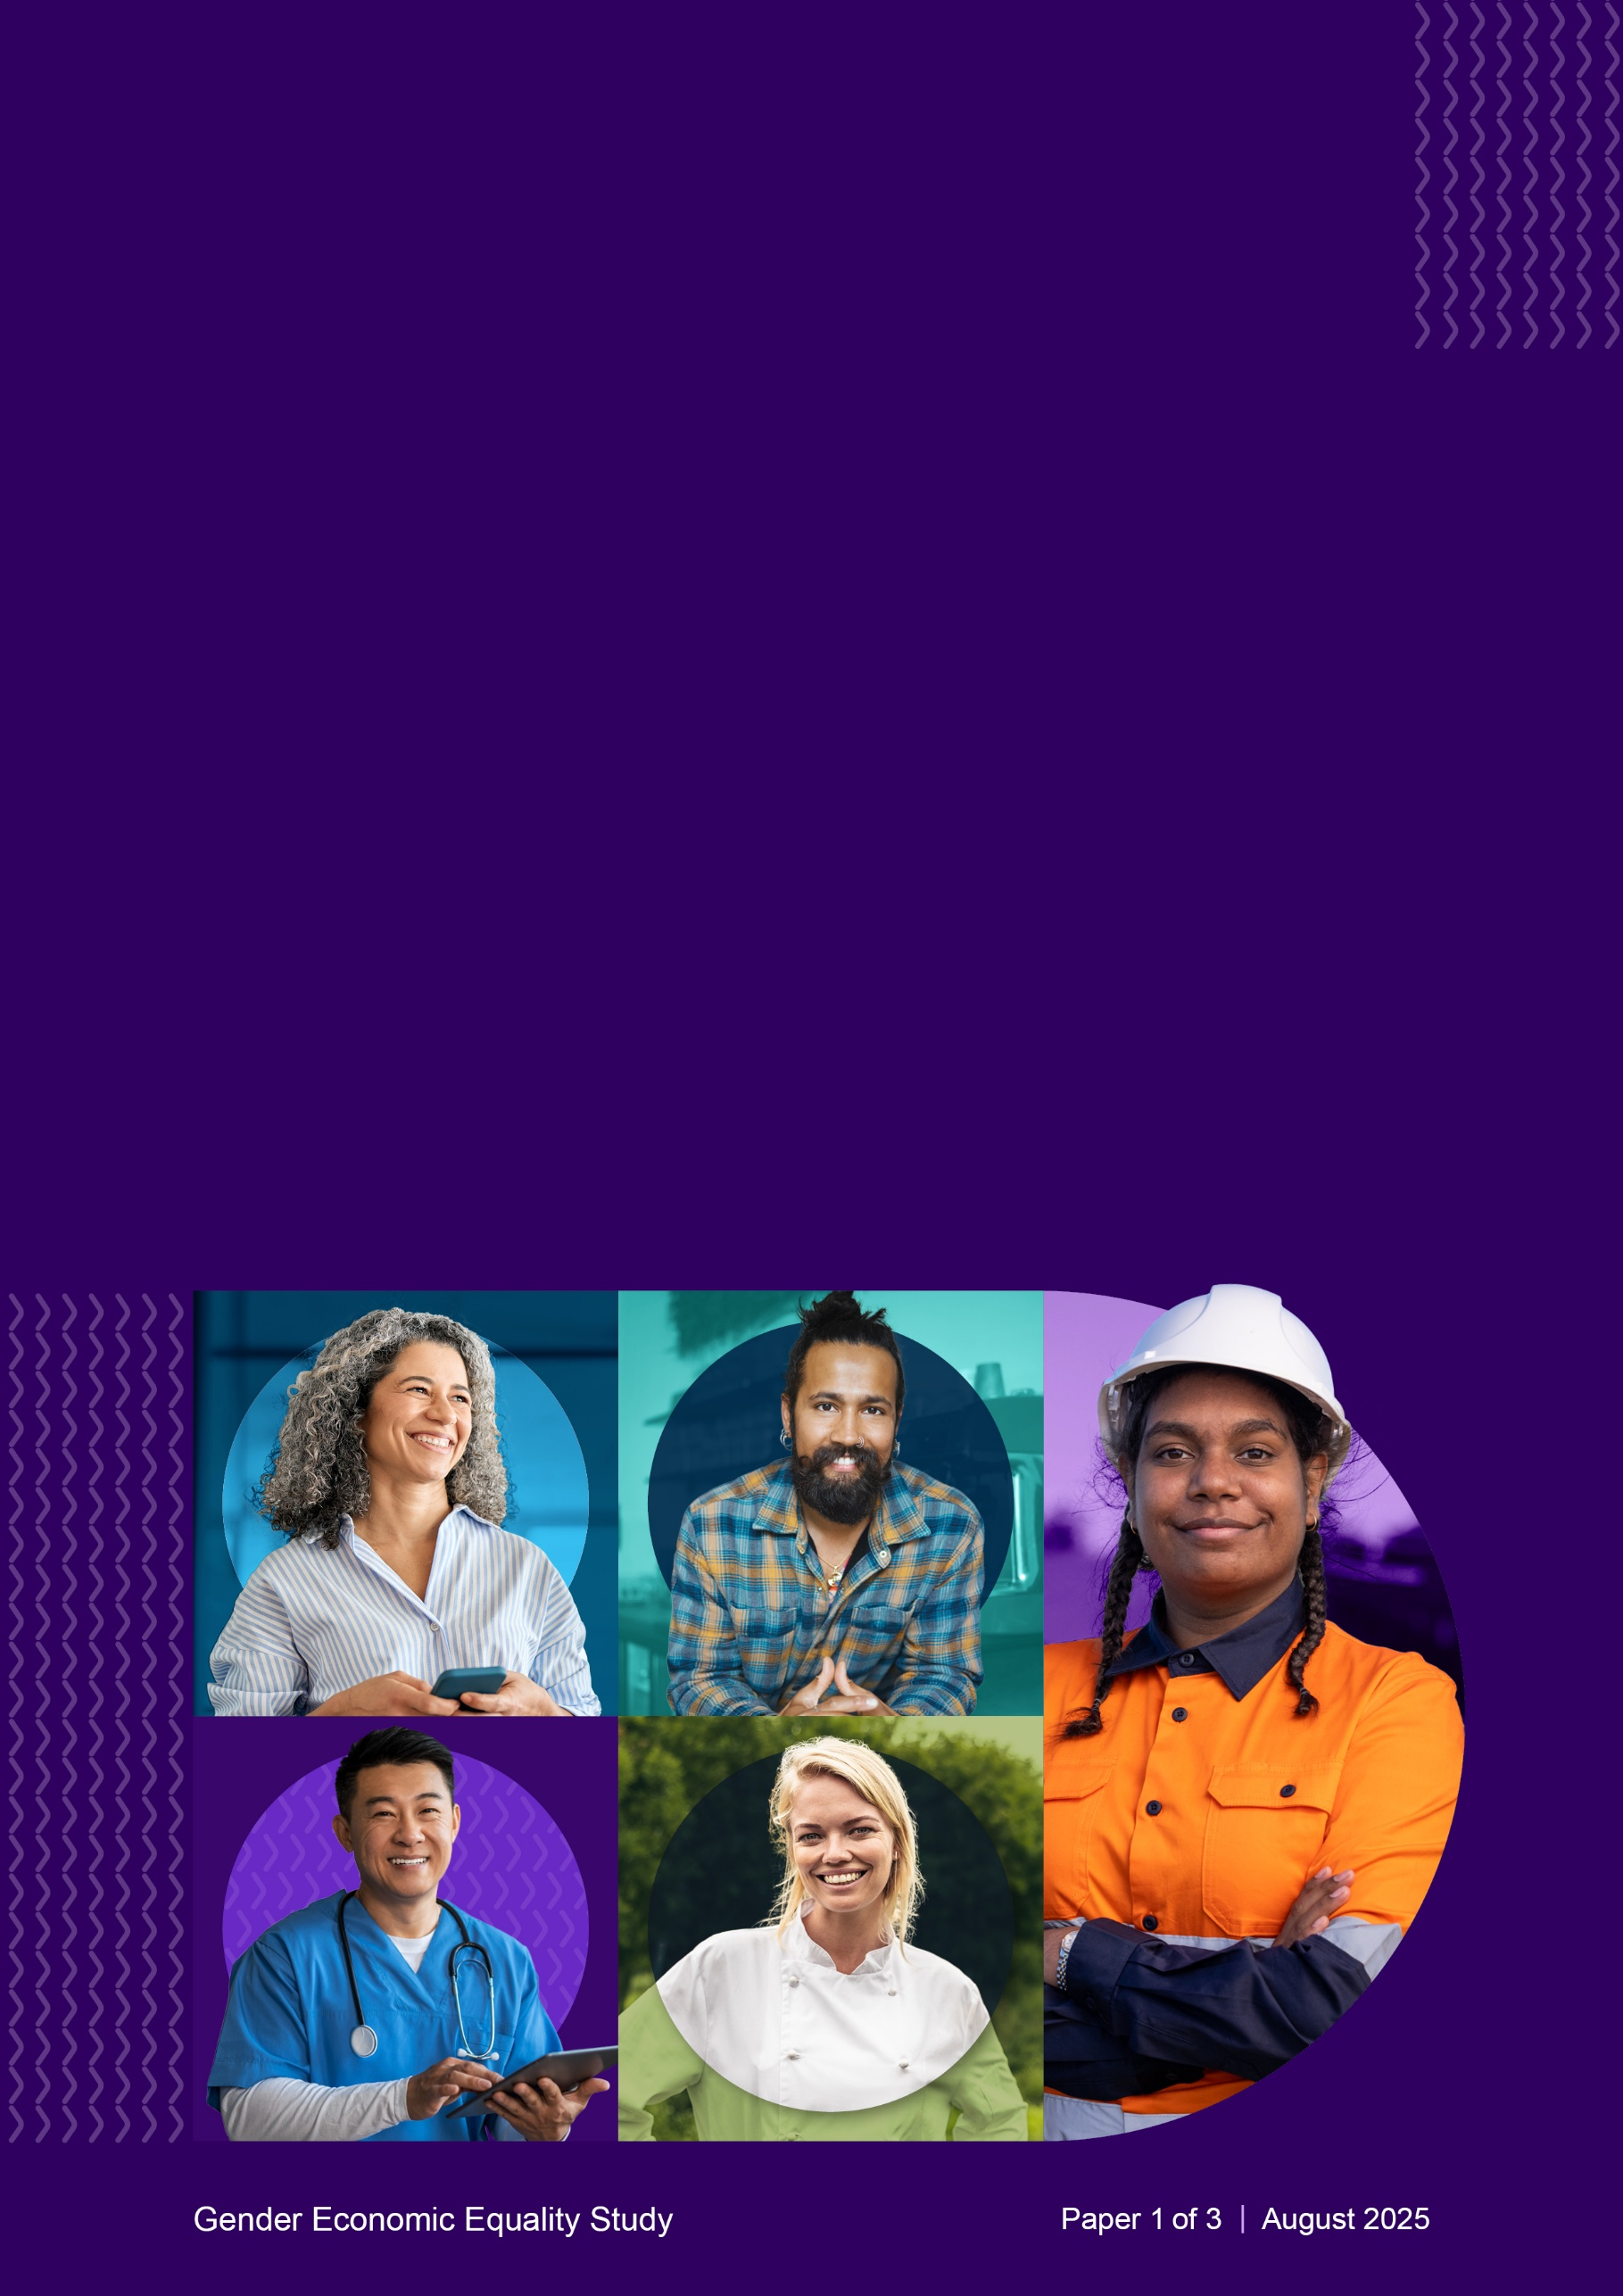 Gender Economic Equality Study
Paper 1 of 3 | August 2025